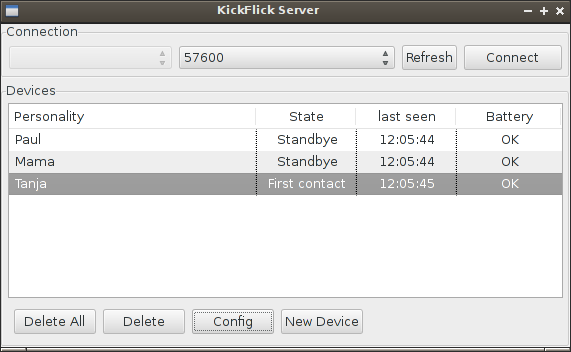 KickFlick Server
Connection
57600 Refresh Connect
Devices
Personality State last seen Battery
Paul Standbye 12:05:44 OK
Mama Standbye 12:05:44 OK
Tanja First contact 12:05:45 OK
Delete All Delete Config New Device